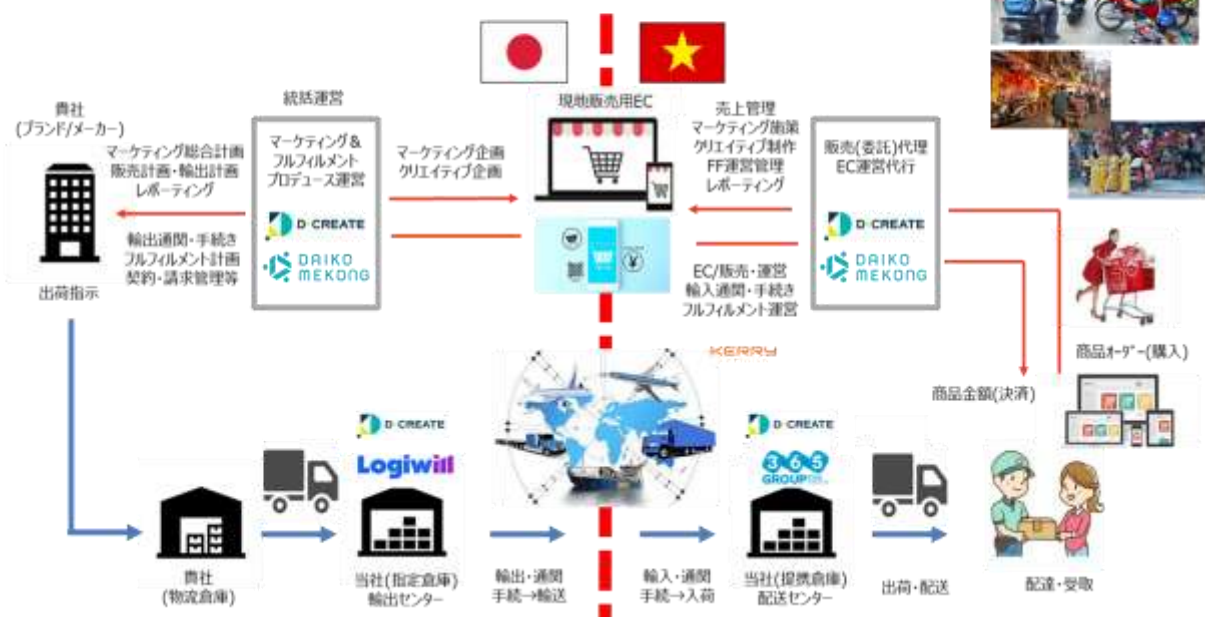 貴社
(ブランド/メーカー)
マーケティング総合計画
販売計画・輸出計画
レポーティング
輸出通関・手続き
フルフィルメント計画
契約・請求管理等
出荷指示
統括運営
マーケティング&
フルフィルメント
プロデュース運営
D・CREATE
DAIKO
MEKONG
マーケティング企画
クリエイティブ企画
現地販売用EC
売上管理
マーケティング施策
クリエイティブ制作
FF運営管理
レポーティング
EC/販売・運営
輸入通関・手続き
フルフィルメント運営
販売(委託)代理
EC運営代行
D・CREATE
DAIKO
MEKONG
商品オーダー(購入)
商品金額(決済)
KERRY
貴社
(物流倉庫)
D・CREATE
Logiwill
当社(指定倉庫)
輸出センター
輸出・通関
手続→輸送
輸入・通関
手続→入荷
D・CREATE
365
GROUP
当社(提携倉庫)
配送センター
出荷・配送
配達・受取